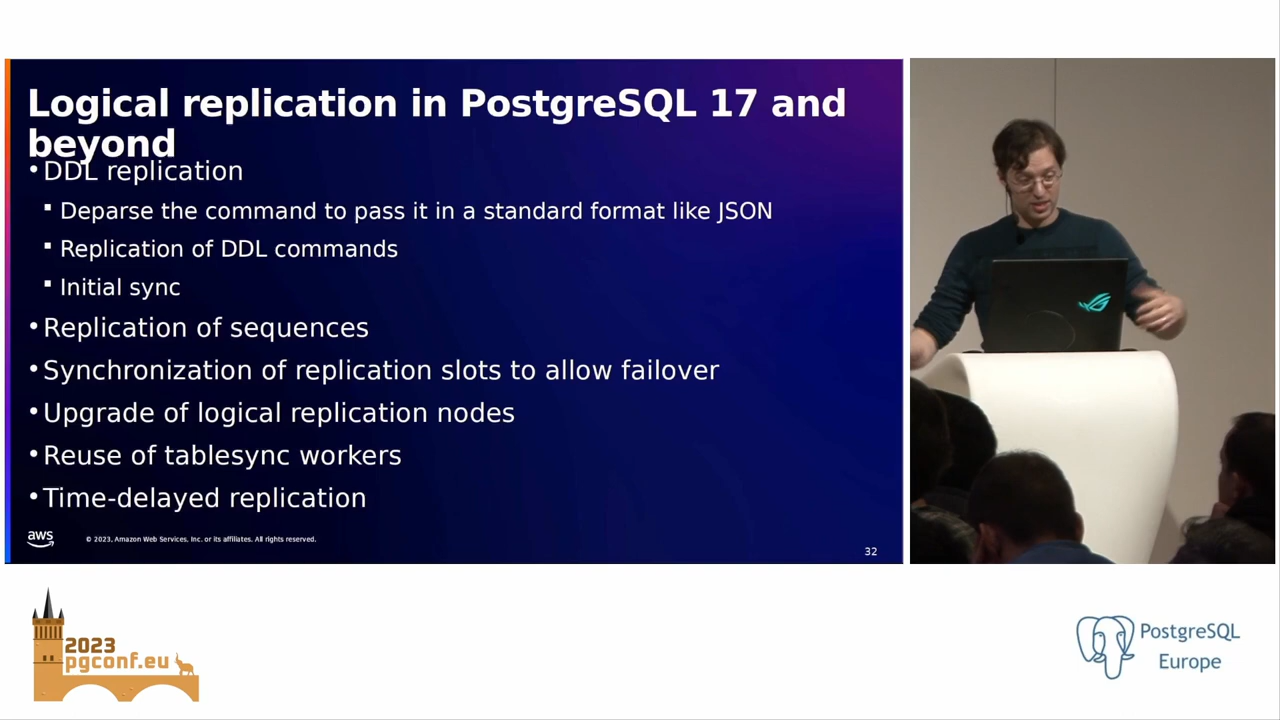 Logical replication in PostgreSQL 17 and
beyond
• DDL replication
▪ Deparse the command to pass it in a standard format like JSON
▪ Replication of DDL commands
▪ Initial sync
• Replication of sequences
• Synchronization of replication slots to allow failover
• Upgrade of logical replication nodes
• Reuse of tablesync workers
• Time-delayed replication
aws
© 2023, Amazon Web Services, Inc. or its affiliates. All rights reserved.
32
2023
pgconf.eu
PostgreSQL
Europe